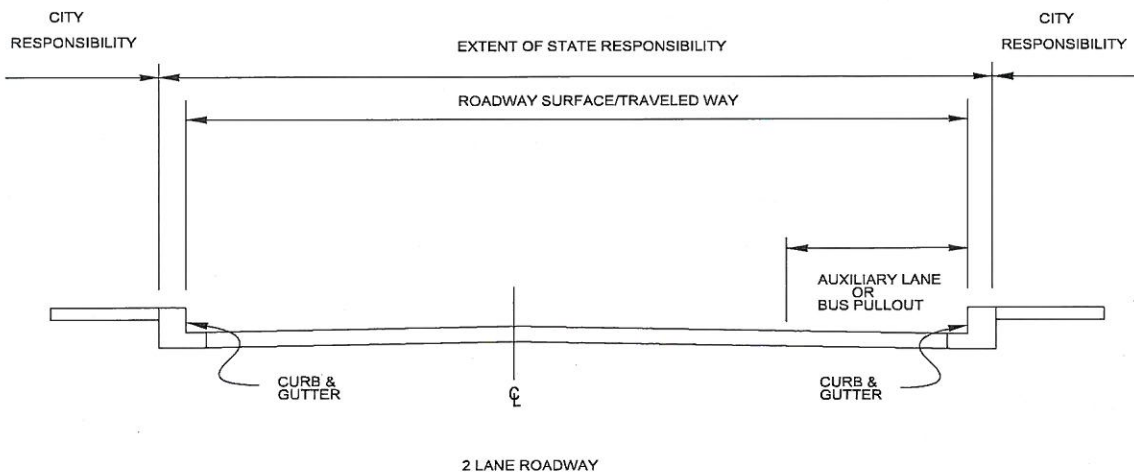 CITY
RESPONSIBILITY
EXTENT OF STATE RESPONSIBILITY
CITY
RESPONSIBILITY
ROADWAY SURFACE/TRAVELED WAY
AUXILIARY LANE
OR
BUS PULLOUT
CURB &
GUTTER
℄
CURB &
GUTTER
2 LANE ROADWAY